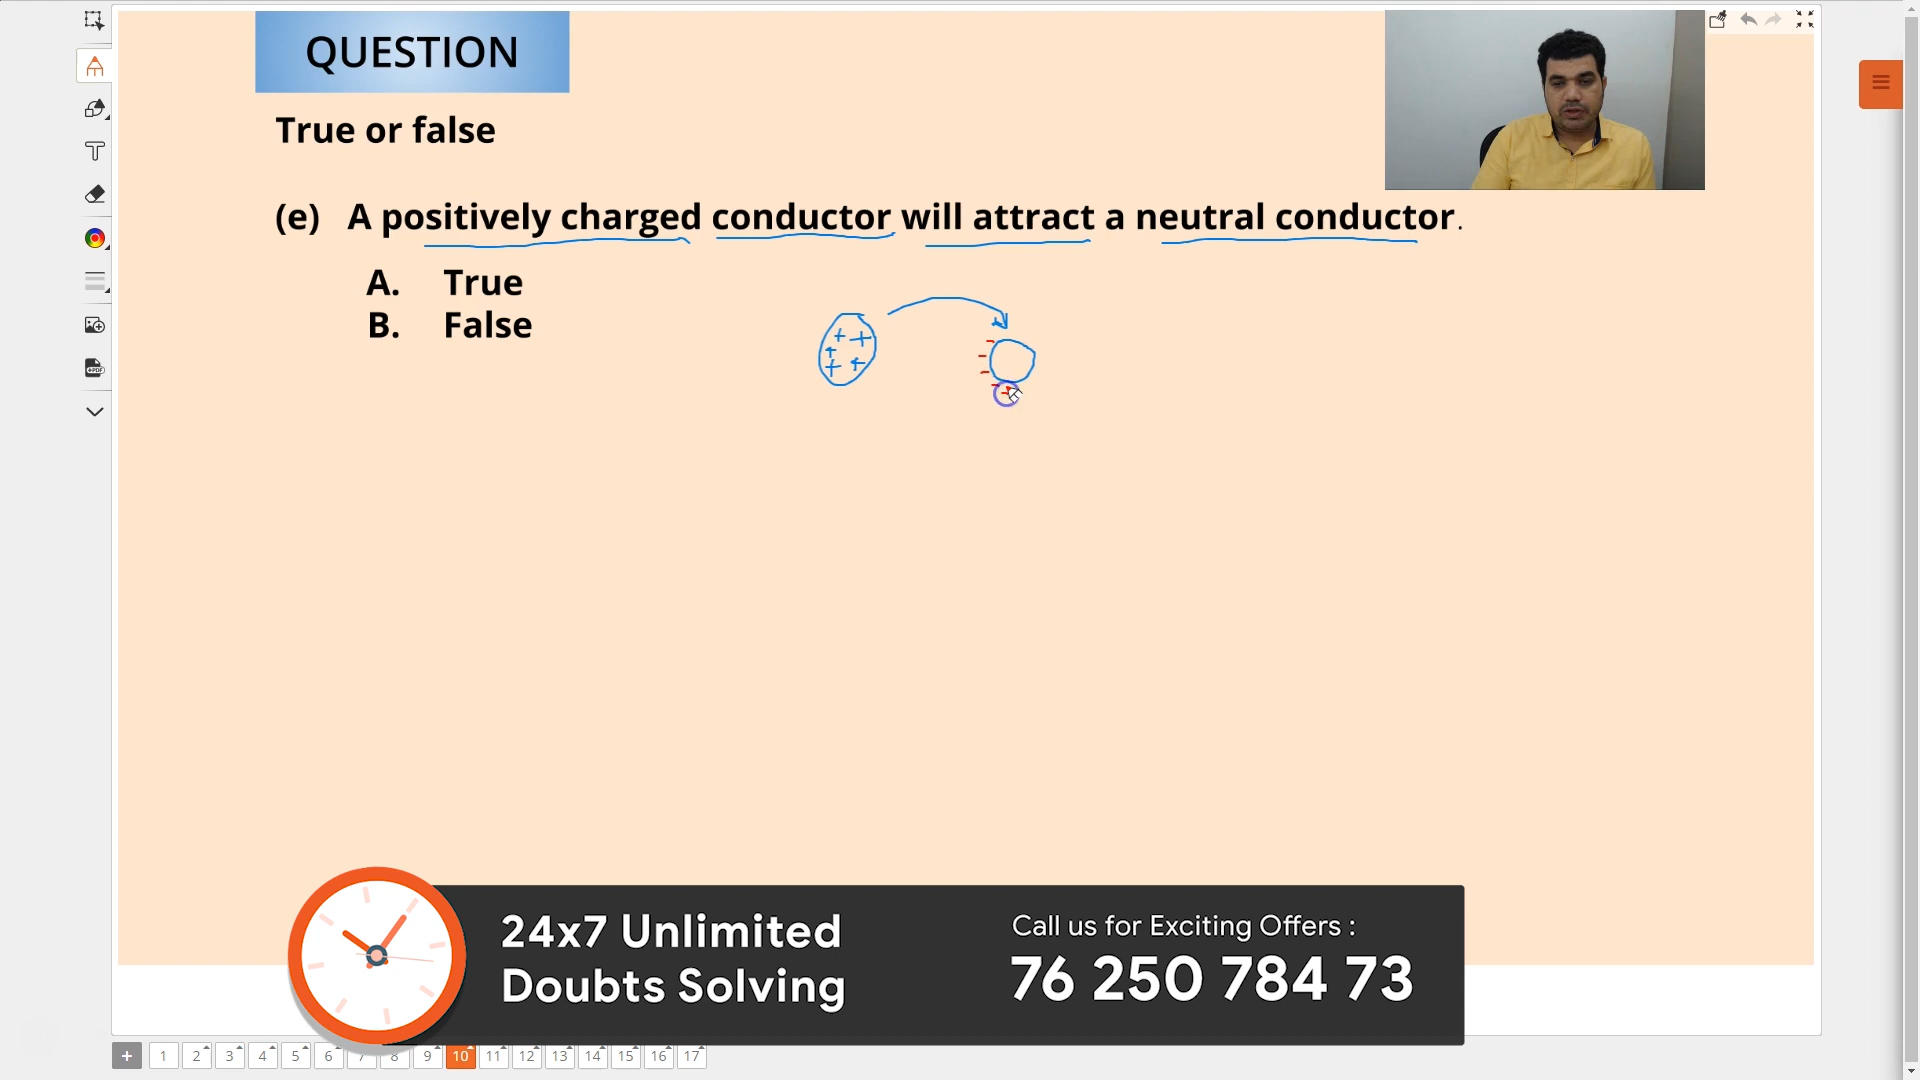 QUESTION
True or false
(e) A positively charged conductor will attract a neutral conductor.
A. True
B. False
+ +
+
+ +
- 
-
-
-
24x7 Unlimited
Doubts Solving
Call us for Exciting Offers :
76 250 784 73
+ 1 2 3 4 5 6 7 8 9 10 11 12 13 14 15 16 17